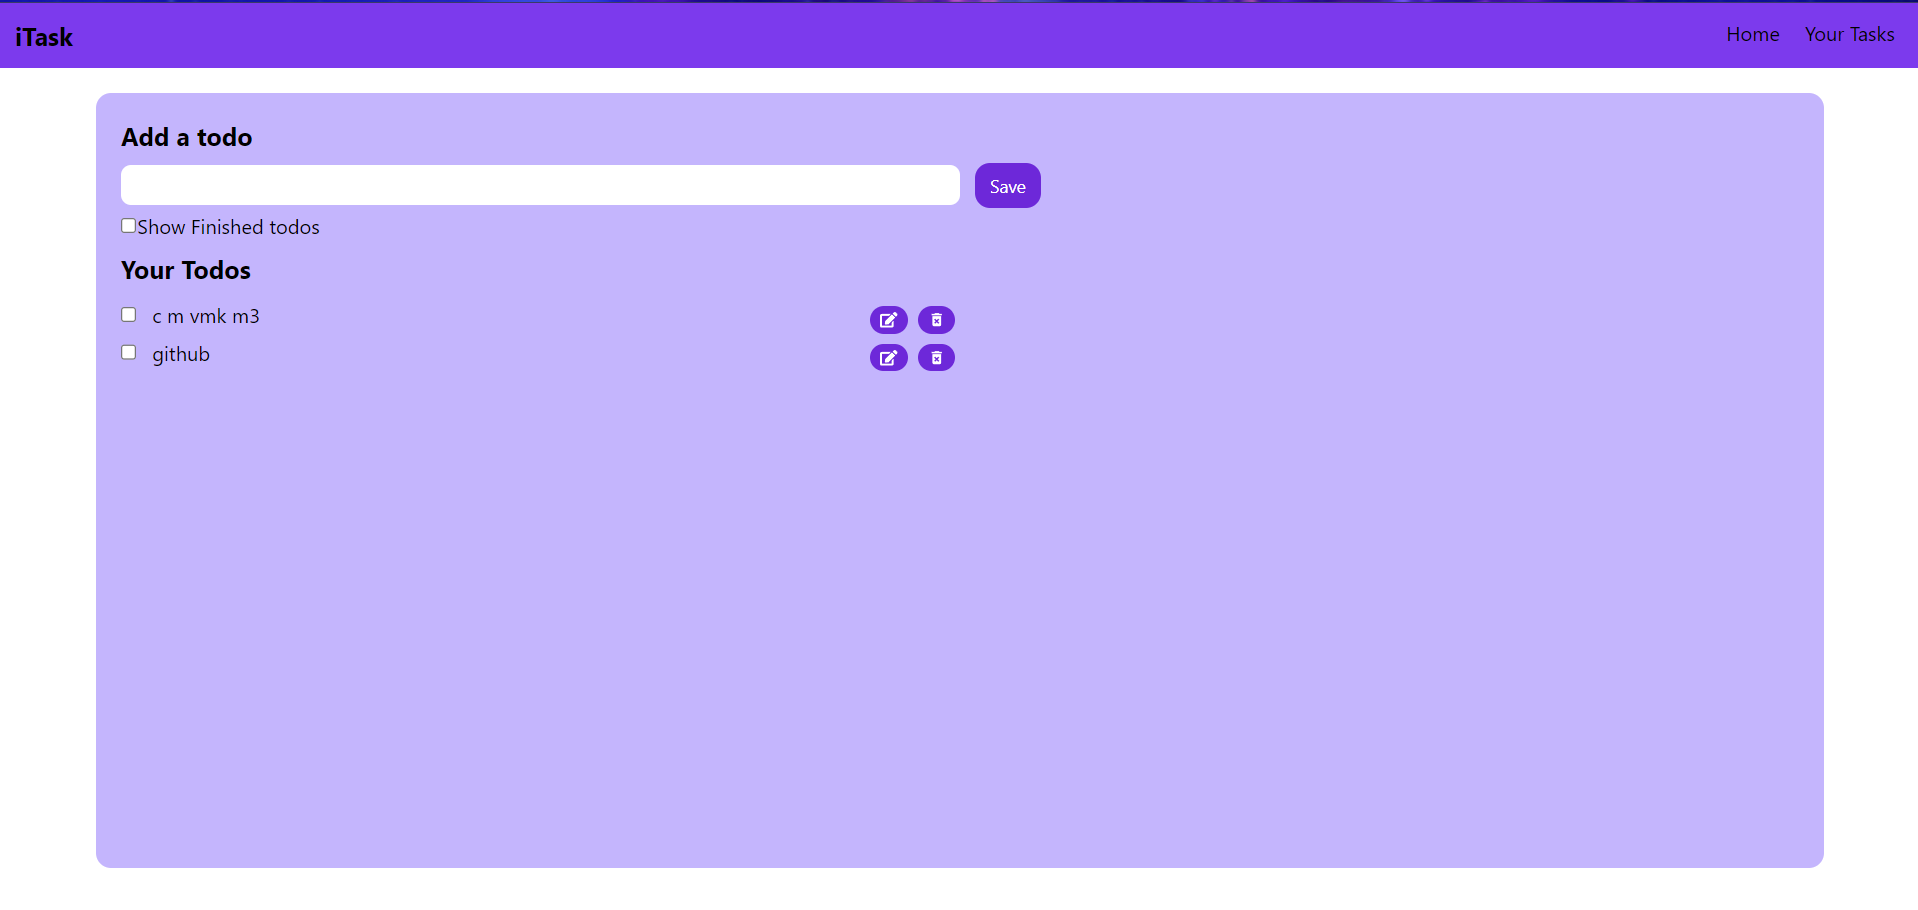 iTask
Home Your Tasks
Add a todo
Save
Show Finished todos
Your Todos
c m vmk m3
github